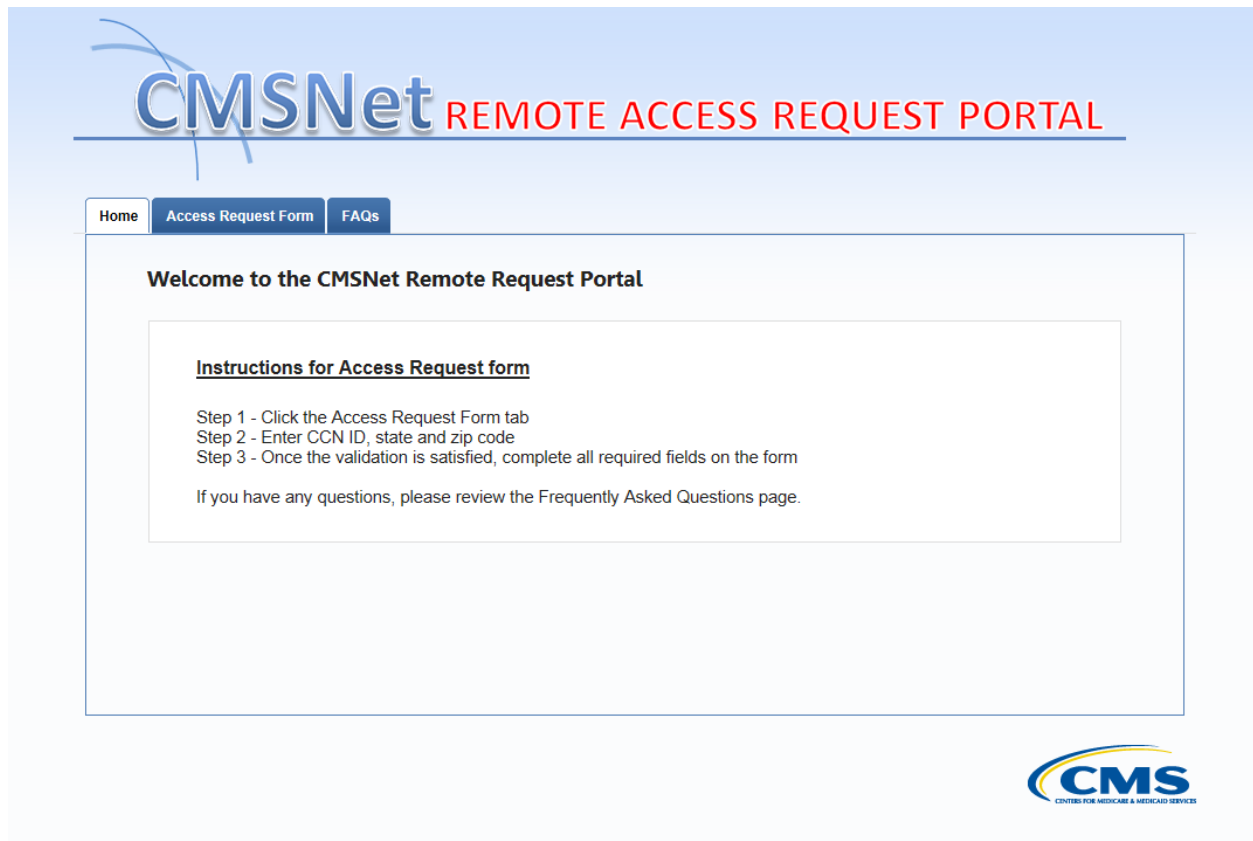 CMSNet REMOTE ACCESS REQUEST PORTAL
Home Access Request Form FAQs
Welcome to the CMSNet Remote Request Portal
Instructions for Access Request form
Step 1 - Click the Access Request Form tab
Step 2 - Enter CCN ID, state and zip code
Step 3 - Once the validation is satisfied, complete all required fields on the form
If you have any questions, please review the Frequently Asked Questions page.
CMS
CENTERS FOR MEDICARE & MEDICAID SERVICES